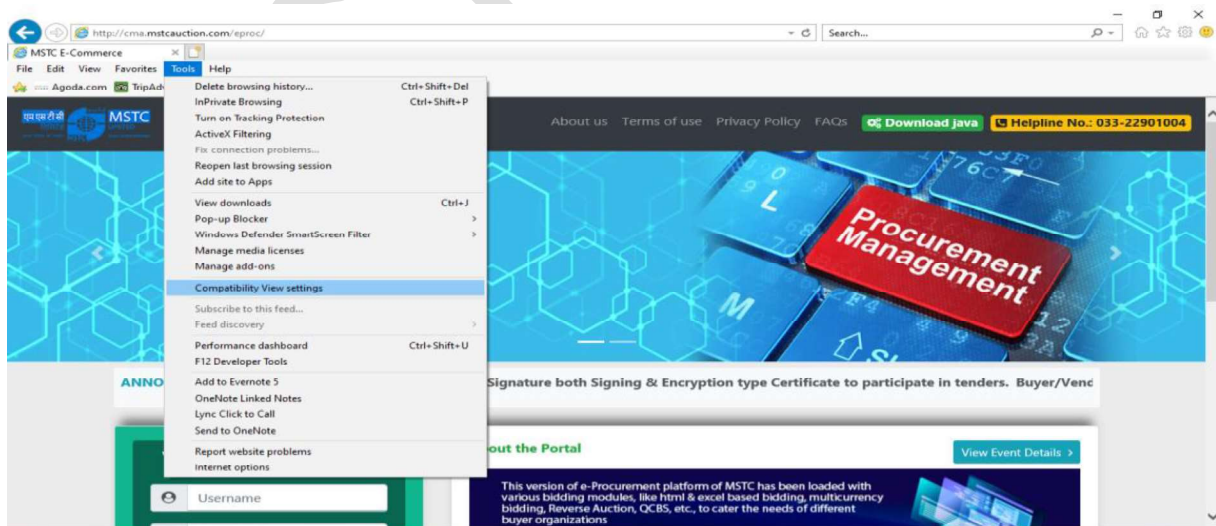 http://cma.mstcauction.com/eproc/
Search...
MSTC E-Commerce
File Edit View Favorites Tools Help
Agoda.com TripAdv
Delete browsing history... Ctrl+Shift+Del
InPrivate Browsing Ctrl+Shift+P
Turn on Tracking Protection
ActiveX Filtering
Fix connection problems...
Reopen last browsing session
Add site to Apps
View downloads Ctrl+J
Pop-up Blocker
Windows Defender SmartScreen Filter
Manage media licenses
Manage add-ons
Compatibility View settings
Subscribe to this feed...
Feed discovery
Performance dashboard Ctrl+Shift+U
F12 Developer Tools
Add to Evernote 5
OneNote Linked Notes
Lync Click to Call
Send to OneNote
Report website problems
Internet options
एम एस टी सी MSTC
About us Terms of use Privacy Policy FAQs Download java Helpline No.: 033-22901004
Procurement
Management
L
M
Shi
ANNO
Signature both Signing & Encryption type Certificate to participate in tenders. Buyer/Vend
out the Portal
View Event Details >
Username
This version of e-Procurement platform of MSTC has been loaded with
various bidding modules, like html & excel based bidding, multicurrency
bidding, Reverse Auction, QCBS, etc., to cater the needs of different
buyer organizations